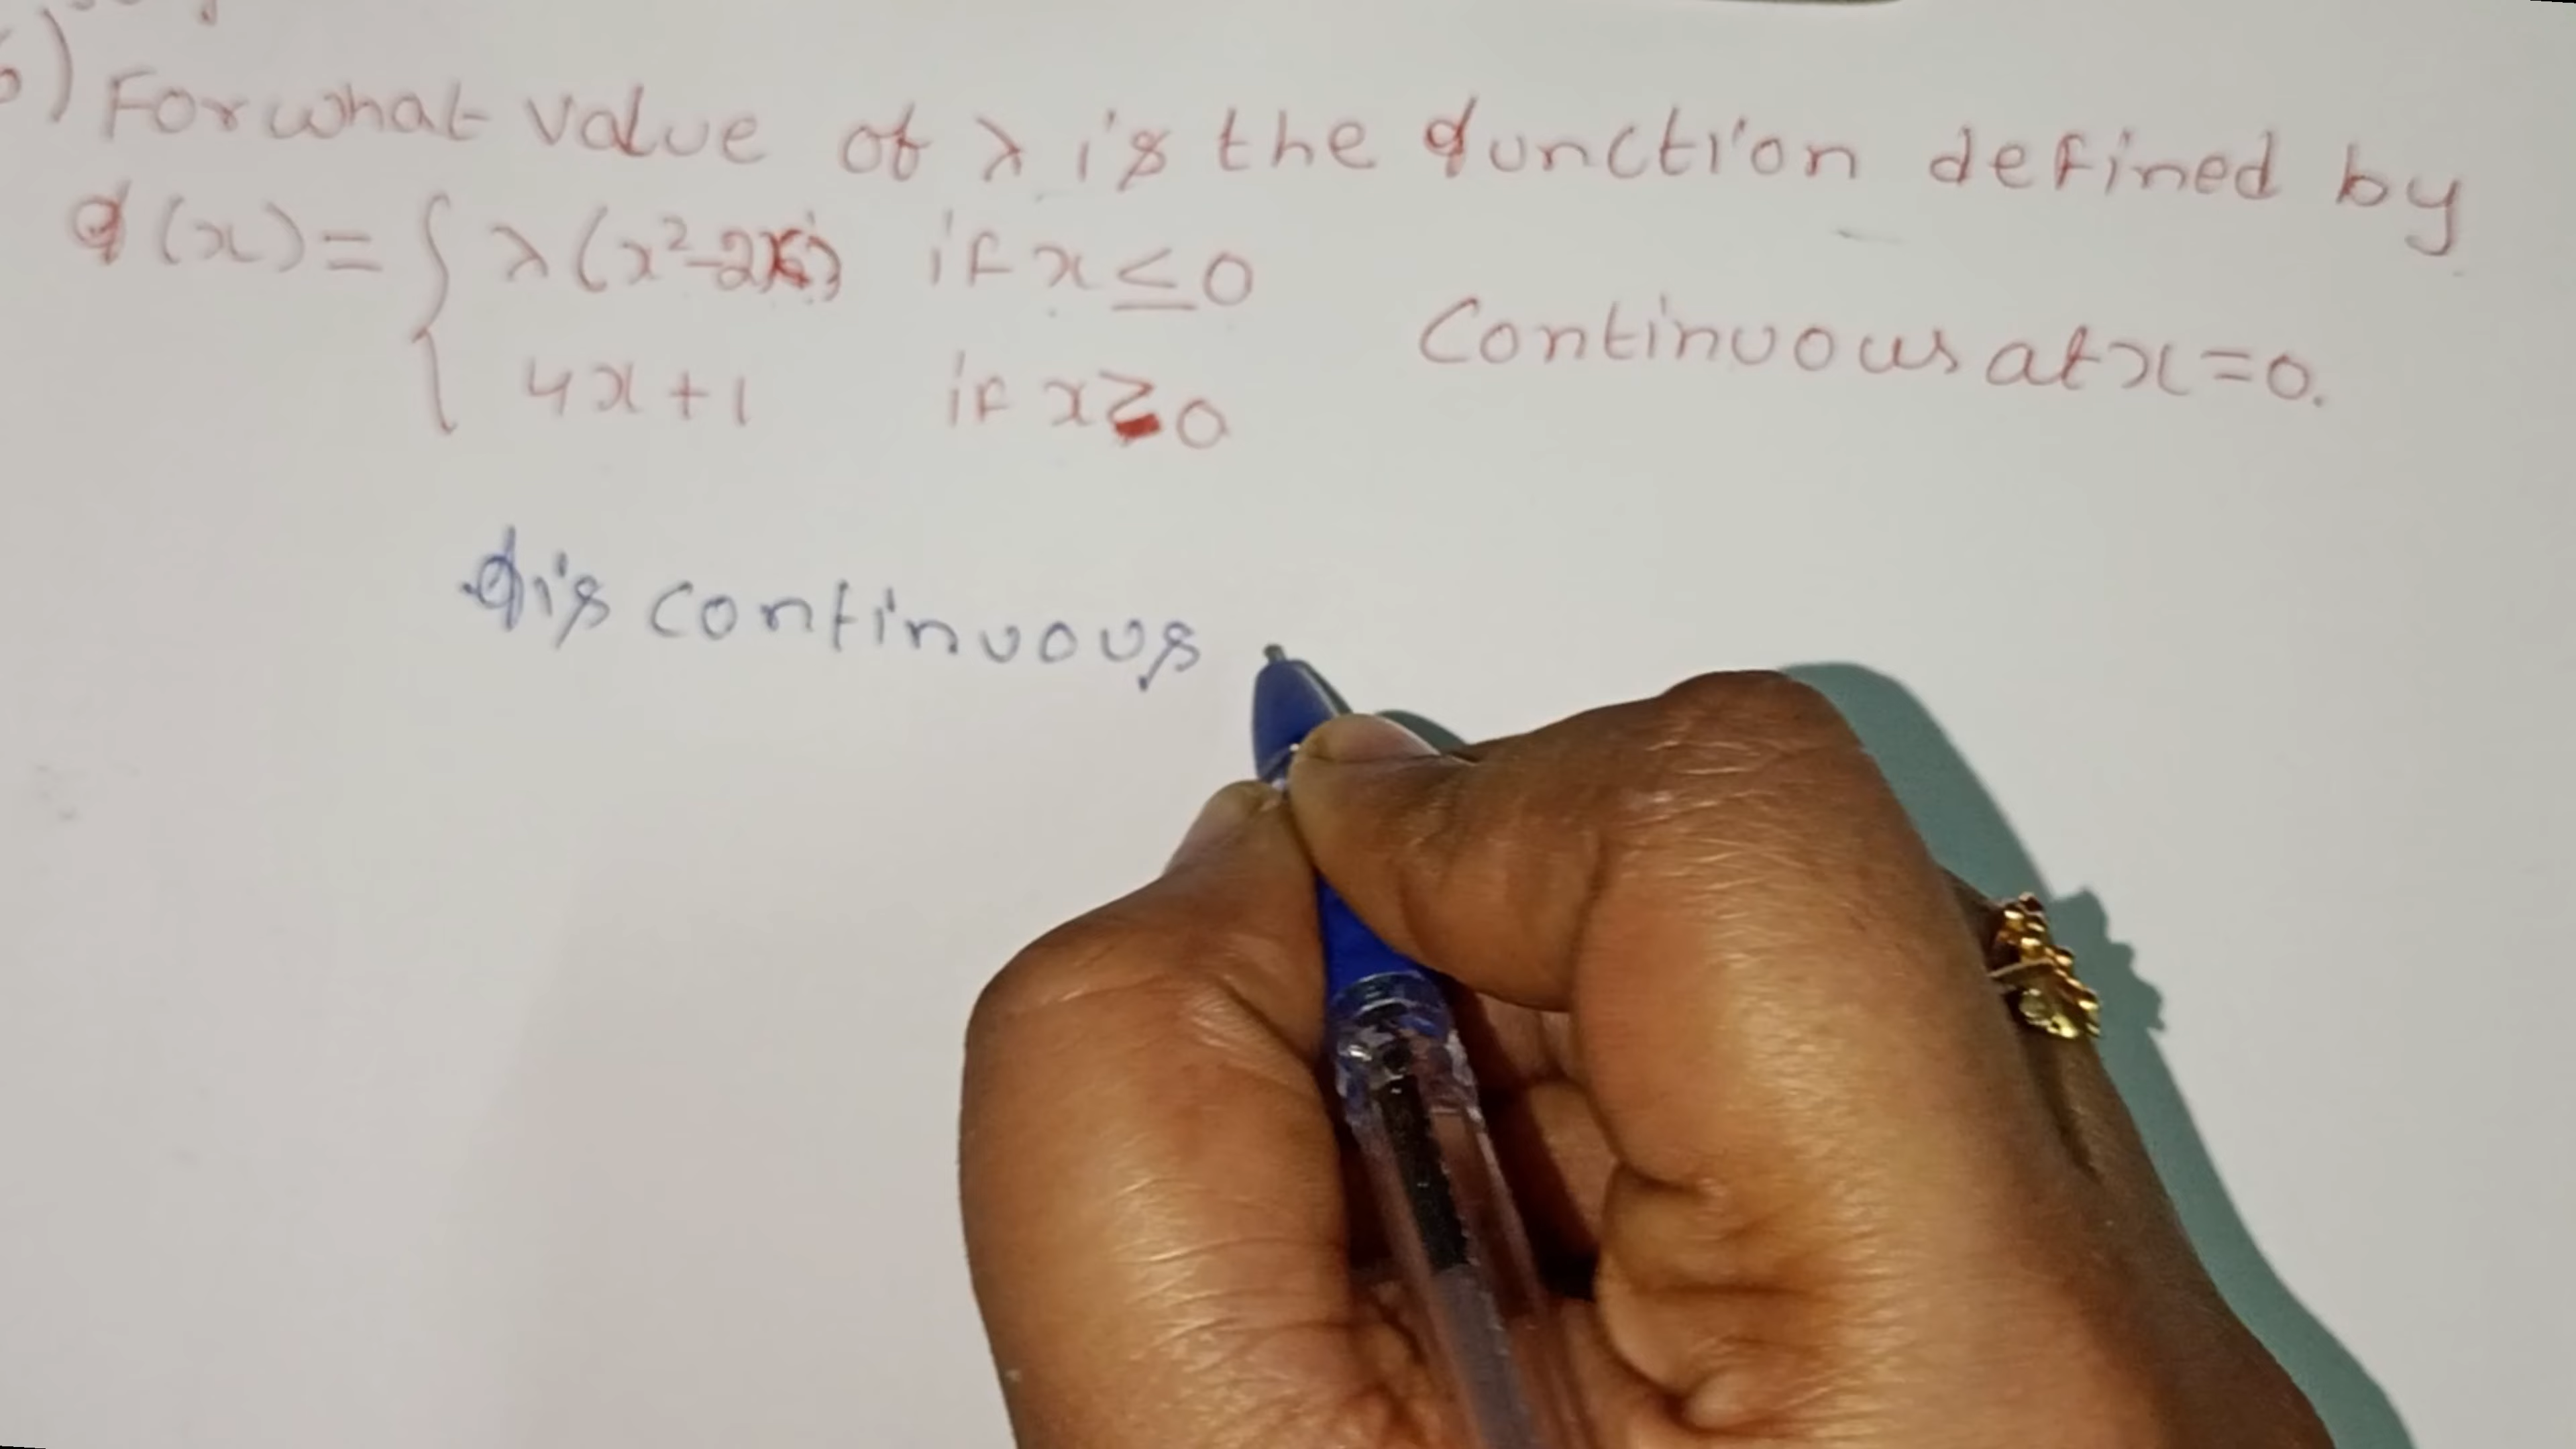 6) For what value of λ is the function defined by
f(x) = { λ(x²-2x) if x ≤ 0
4x+1 if x ≥ 0
Continuous at x=0.
f is continuous